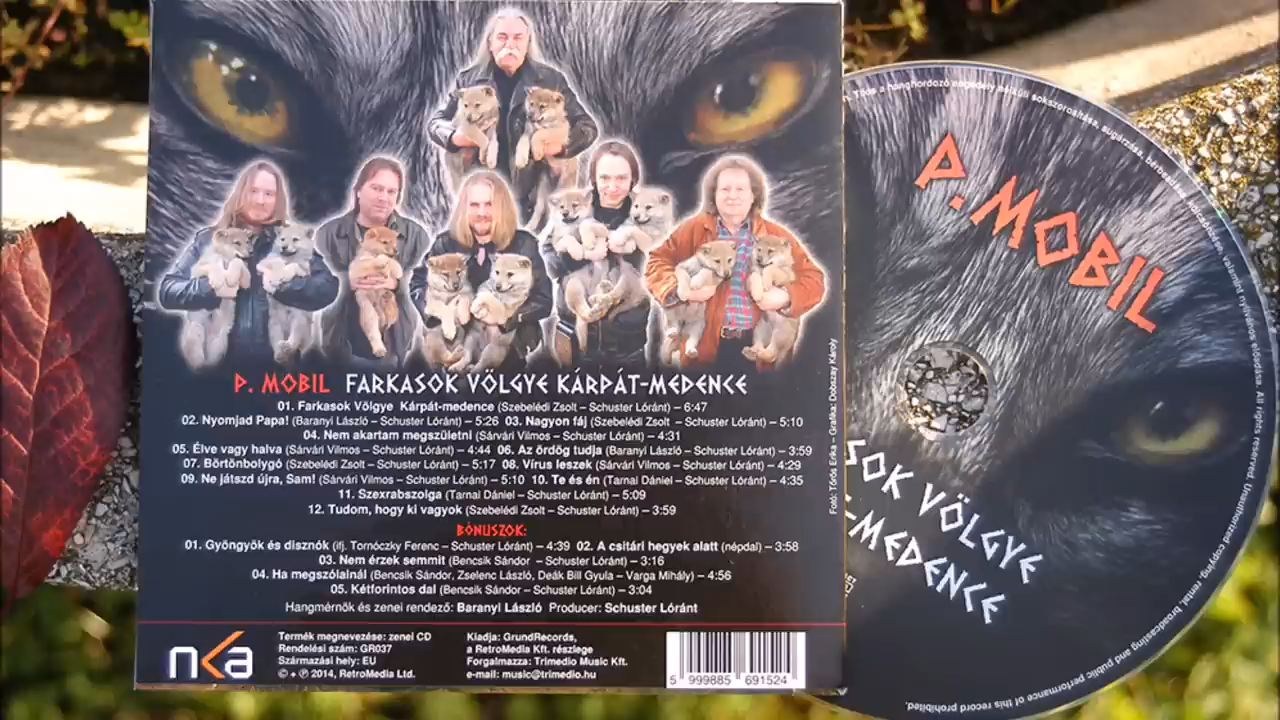 P. MOBIL FARKASOK VÖLGYE KÁRPÁT-MEDENCE
01. Farkasok Völgye Kárpát-medence (Szebelédi Zsolt – Schuster Lóránt) – 6:47
02. Nyomjad Papa! (Baranyi László – Schuster Lóránt) – 5:26 03. Nagyon fáj (Szebelédi Zsolt – Schuster Lóránt) – 5:10
04. Nem akartam megszületni (Sárvári Vilmos – Schuster Lóránt) – 4:31
05. Élve vagy halva (Sárvári Vilmos – Schuster Lóránt) – 4:44 06. Az ördög tudja (Baranyi László – Schuster Lóránt) – 3:59
07. Börtönbolygó (Szebelédi Zsolt – Schuster Lóránt) – 5:17 08. Vírus leszek (Sárvári Vilmos – Schuster Lóránt) – 4:29
09. Ne játszd újra, Sam! (Sárvári Vilmos – Schuster Lóránt) – 5:10 10. Te és én (Tarnai Dániel – Schuster Lóránt) – 4:35
11. Szexrabszolga (Tarnai Dániel – Schuster Lóránt) – 5:09
12. Tudom, hogy ki vagyok (Szebelédi Zsolt – Schuster Lóránt) – 3:59
BÓNUSZOK:
01. Gyöngyök és disznók (ifj. Tornóczky Ferenc – Schuster Lóránt) – 4:39 02. A csitári hegyek alatt (népdal) – 3:58
03. Nem érzek semmit (Bencsik Sándor – Schuster Lóránt) – 3:16
04. Ha megszólalnál (Bencsik Sándor, Zselenc László, Deák Bill Gyula – Varga Mihály) – 4:56
05. Kétforintos dal (Bencsik Sándor – Schuster Lóránt) – 3:04
Hangmérnök és zenei rendező: Baranyi László Producer: Schuster Lóránt
nka
Termék megnevezése: zenei CD
Rendelési szám: GR037
Származási hely: EU
© + ℗ 2014, RetroMedia Ltd.
Kiadja: GrundRecords,
a RetroMedia Kft. részlege
Forgalmazza: Trimedio Music Kft.
e-mail: music@trimedio.hu
5 999885 691524
Fotó: Törös Erika – Grafika: Dobszay Károly
P. MOBIL
SOK VÖLGYE
-MEDENCE
Tilos a hanghordozó engedély nélküli sokszorosítása, sugárzása, bérbeadása
valamint nyilvános előadása. All rights reserved. Unauthorized copying, rental, broadcasting and public performance of this record prohibited.